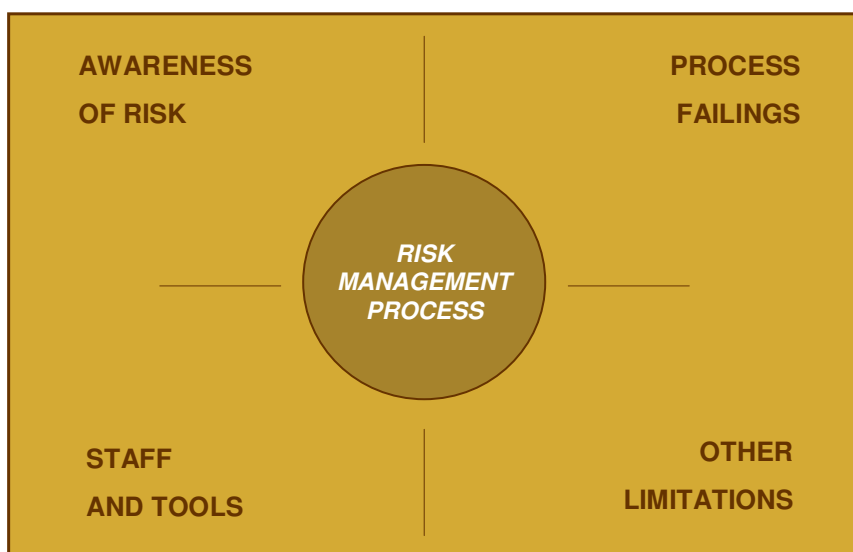 AWARENESS
OF RISK
PROCESS
FAILINGS
RISK
MANAGEMENT
PROCESS
STAFF
AND TOOLS
OTHER
LIMITATIONS